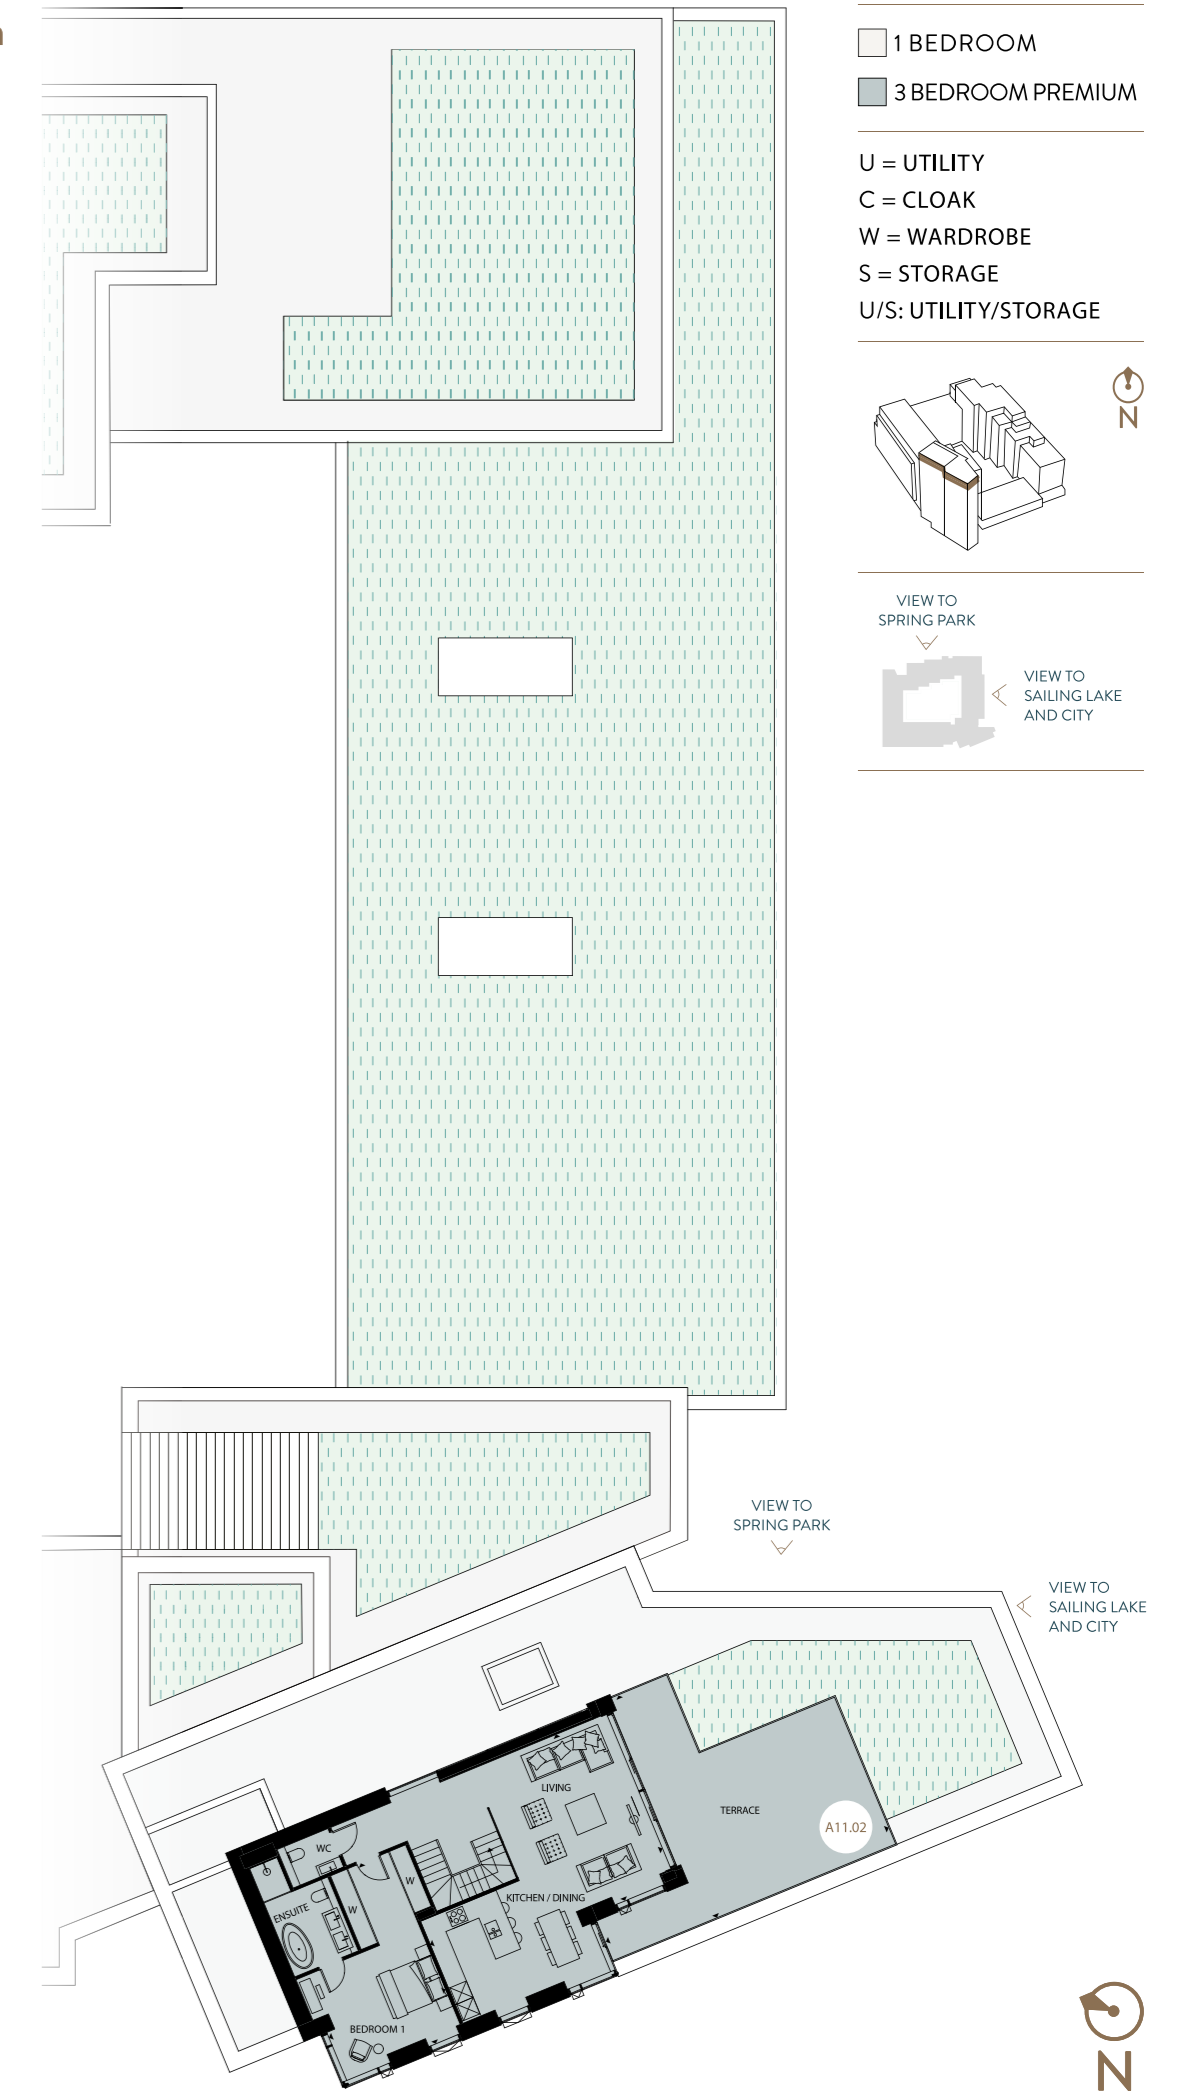 1 BEDROOM
3 BEDROOM PREMIUM
U = UTILITY
C = CLOAK
W = WARDROBE
S = STORAGE
U/S: UTILITY/STORAGE
N
VIEW TO
SPRING PARK
VIEW TO
SAILING LAKE
AND CITY
VIEW TO
SPRING PARK
VIEW TO
SAILING LAKE
AND CITY
LIVING
TERRACE
A11.02
WC
W
KITCHEN / DINING
ENSUITE
W
BEDROOM 1
N